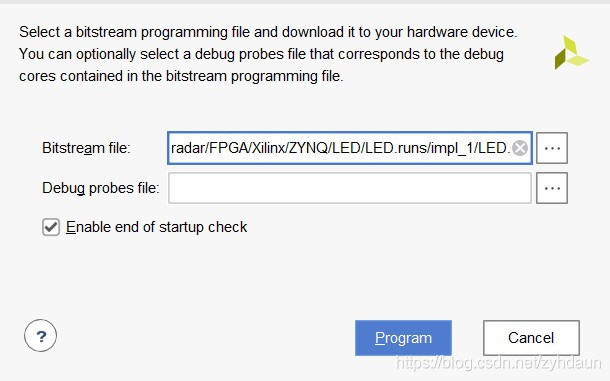 Select a bitstream programming file and download it to your hardware device.
You can optionally select a debug probes file that corresponds to the debug
cores contained in the bitstream programming file.
Bitstream file: radar/FPGA/Xilinx/ZYNQ/LED/LED.runs/impl_1/LED. ...
Debug probes file: ...
Enable end of startup check
? Program Cancel
https://blog.csdn.net/zyhdaun